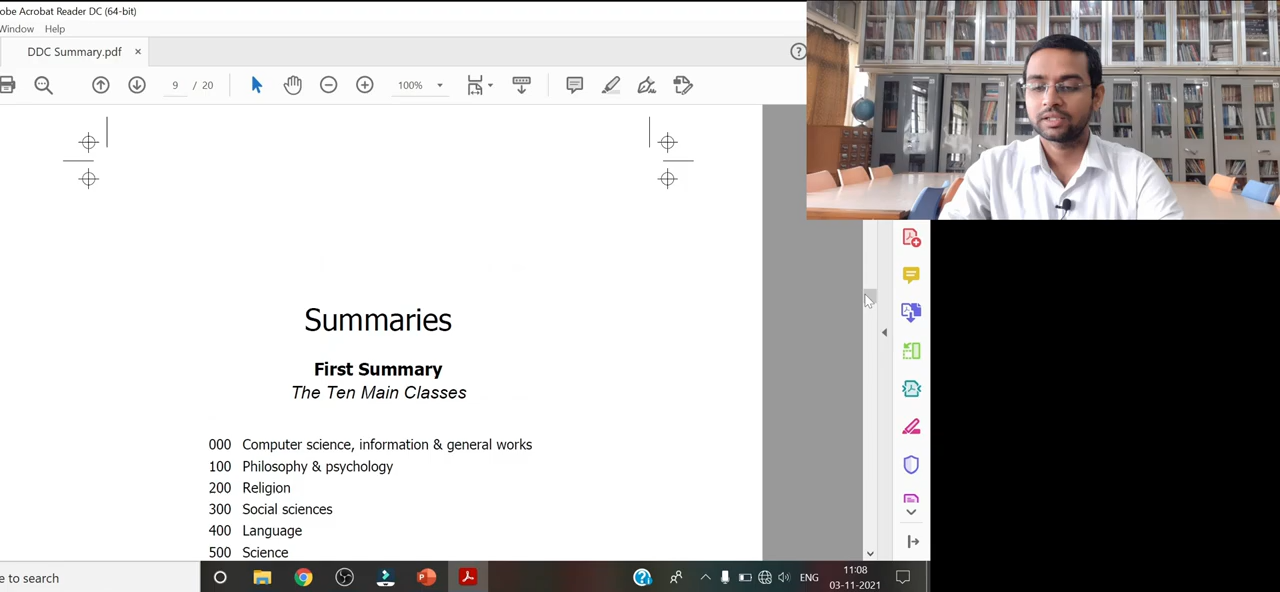 obe Acrobat Reader DC (64-bit)
Window Help
DDC Summary.pdf ×
9 / 20
100%
Summaries
First Summary
The Ten Main Classes
000 Computer science, information & general works
100 Philosophy & psychology
200 Religion
300 Social sciences
400 Language
500 Science
e to search
ENG
11:08
03-11-2021